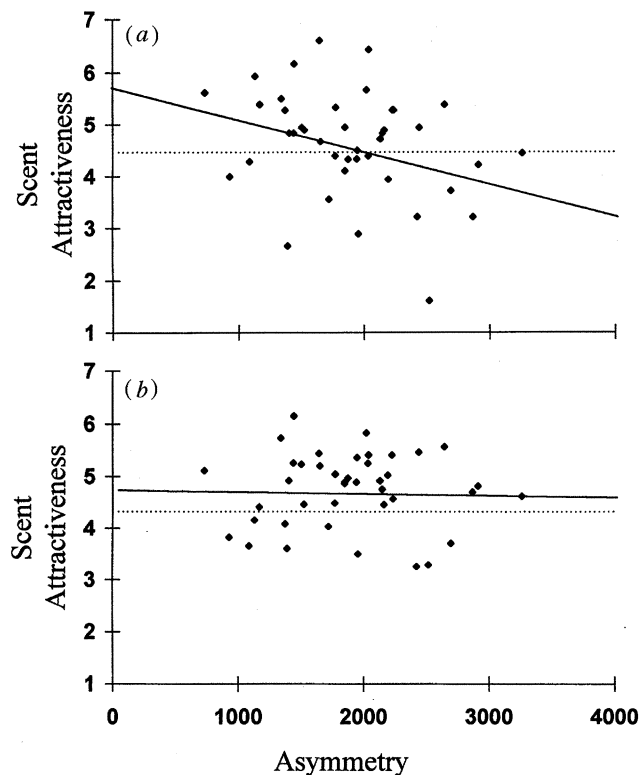 7
(a)
6
5
4
3
2
1
Scent
Attractiveness
7
(b)
6
5
4
3
2
1
Scent
Attractiveness
0 1000 2000 3000 4000
Asymmetry